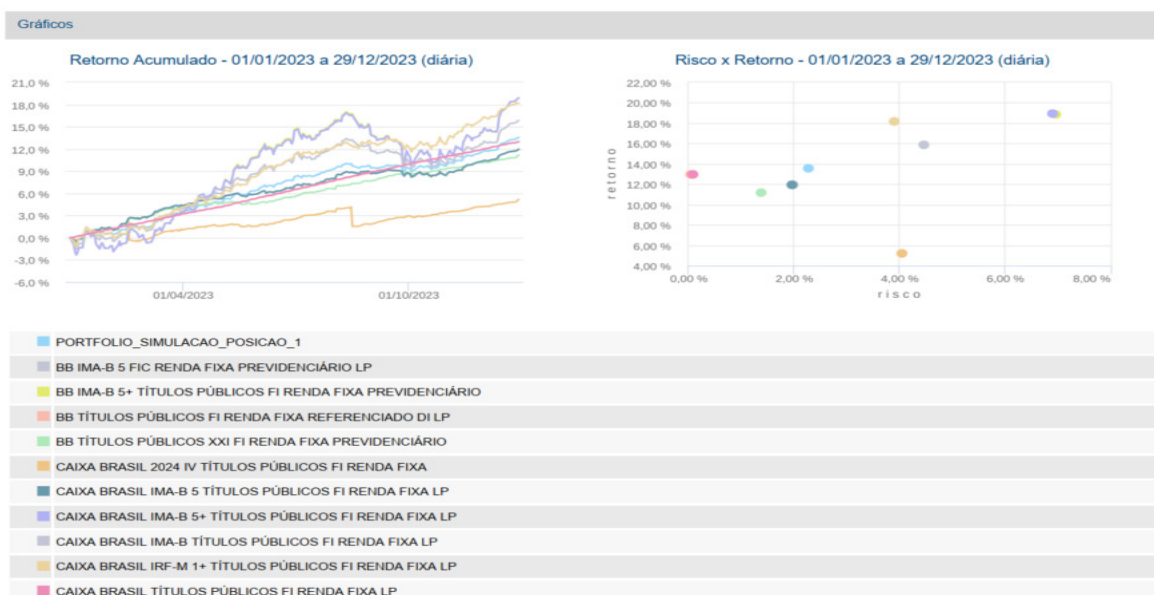 Gráficos
Retorno Acumulado - 01/01/2023 a 29/12/2023 (diária)
21,0 %
18,0 %
15,0 %
12,0 %
9,0 %
6,0 %
3,0 %
0,0 %
-3,0 %
-6,0 %
01/04/2023
01/10/2023
Risco x Retorno - 01/01/2023 a 29/12/2023 (diária)
retorno
22,00 %
20,00 %
18,00 %
16,00 %
14,00 %
12,00 %
10,00 %
8,00 %
6,00 %
4,00 %
0,00 %
2,00 %
4,00 %
6,00 %
8,00 %
risco
PORTFOLIO_SIMULACAO_POSICAO_1
BB IMA-B 5 FIC RENDA FIXA PREVIDENCIÁRIO LP
BB IMA-B 5+ TÍTULOS PÚBLICOS FI RENDA FIXA PREVIDENCIÁRIO
BB TÍTULOS PÚBLICOS FI RENDA FIXA REFERENCIADO DI LP
BB TÍTULOS PÚBLICOS XXI FI RENDA FIXA PREVIDENCIÁRIO
CAIXA BRASIL 2024 IV TÍTULOS PÚBLICOS FI RENDA FIXA
CAIXA BRASIL IMA-B 5 TÍTULOS PÚBLICOS FI RENDA FIXA LP
CAIXA BRASIL IMA-B 5+ TÍTULOS PÚBLICOS FI RENDA FIXA LP
CAIXA BRASIL IMA-B TÍTULOS PÚBLICOS FI RENDA FIXA LP
CAIXA BRASIL IRF-M 1+ TÍTULOS PÚBLICOS FI RENDA FIXA LP
CAIXA BRASIL TÍTULOS PÚBLICOS FI RENDA FIXA LP